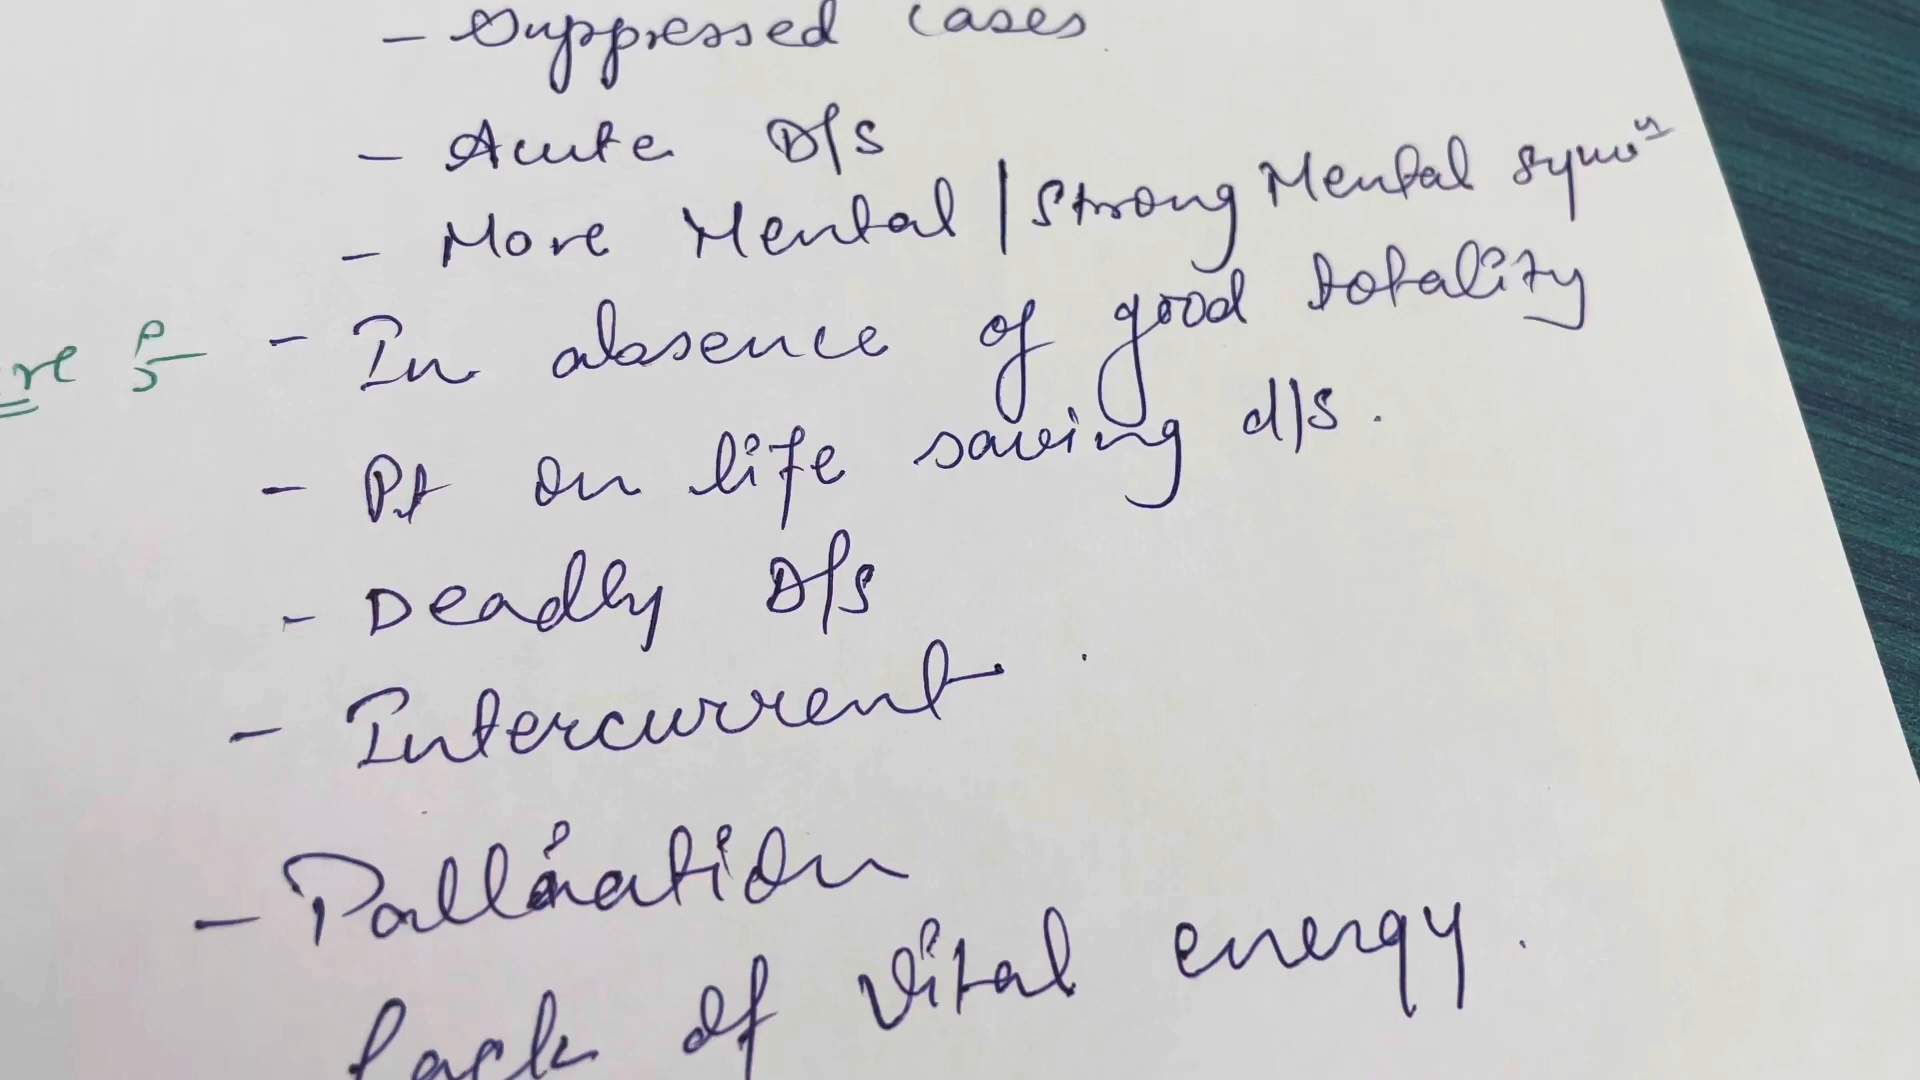 - Suppressed cases
- Acute D/s
- More Mental / Strong Mental symⁿ
- In absence of good totality
- Pt on life saving d/s.
- Deadly D/s
- Intercurrent
- Palliation
lack of vital energy.